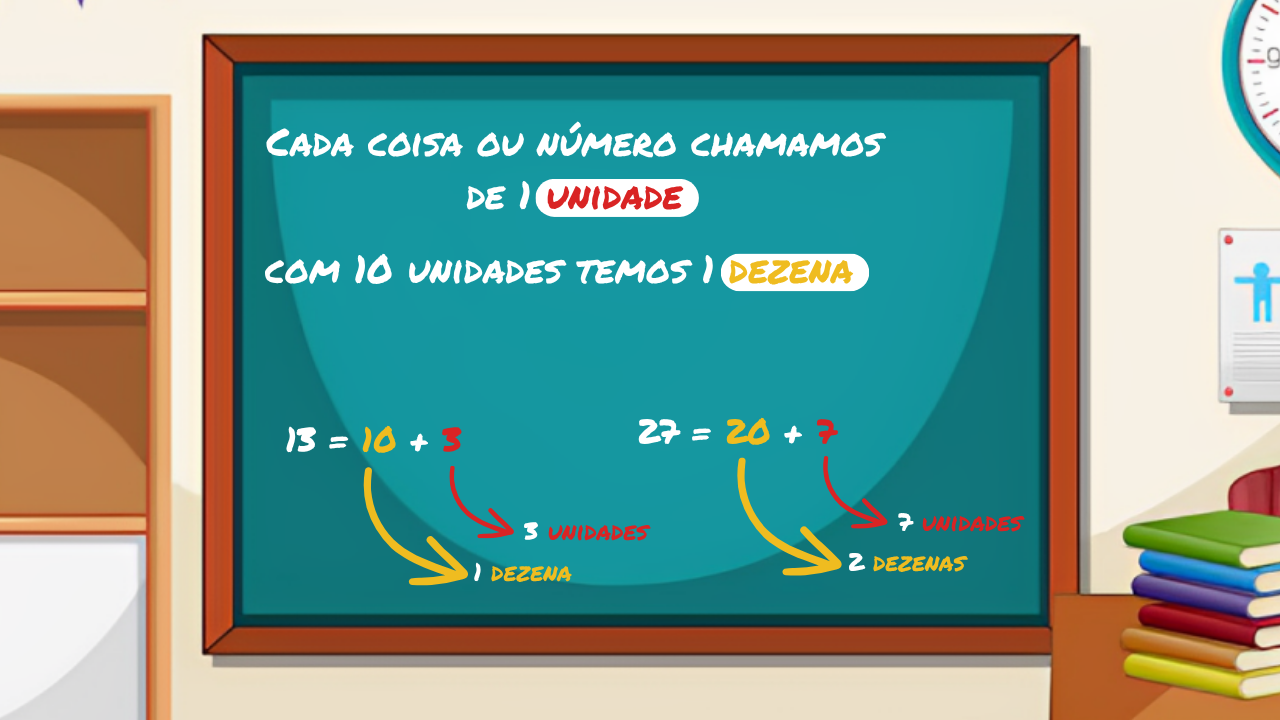 CADA COISA OU NÚMERO CHAMAMOS
DE 1 UNIDADE
COM 10 UNIDADES TEMOS 1 DEZENA
13 = 10 + 3
3 UNIDADES
1 DEZENA
27 = 20 + 7
7 UNIDADES
2 DEZENAS
9